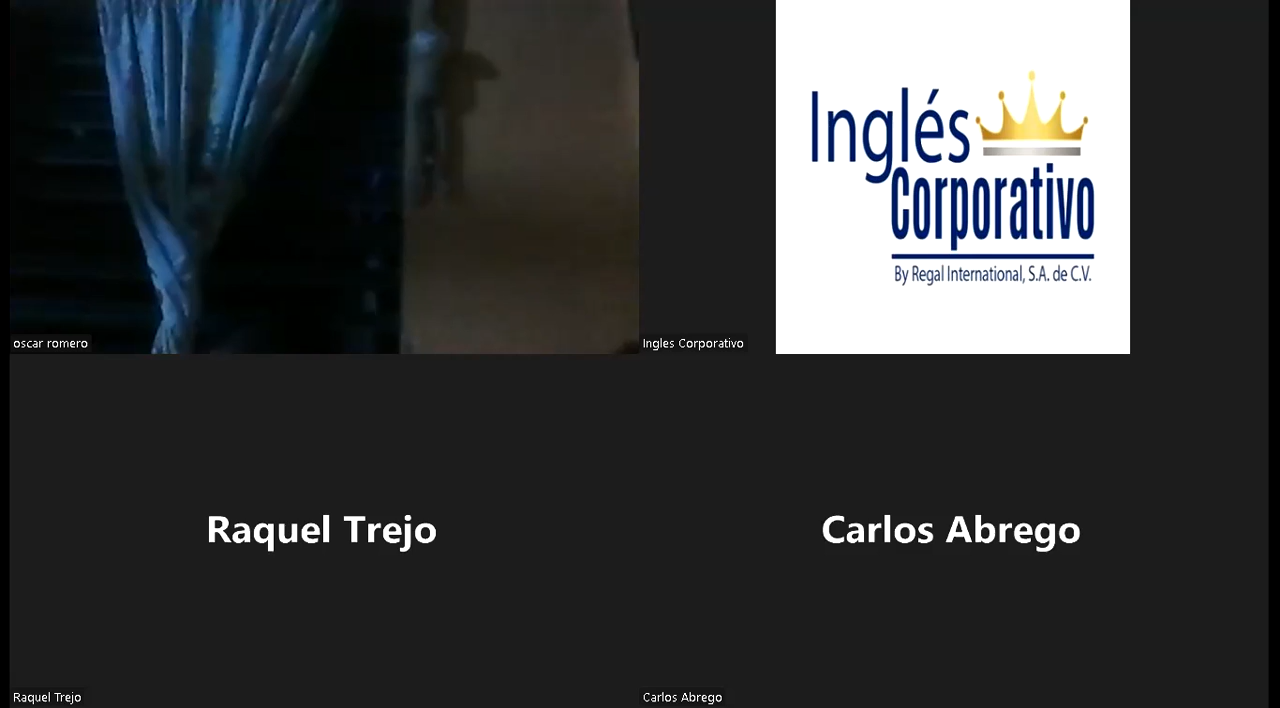 Inglés
Corporativo
By Regal International, S.A. de C.V.
oscar romero
Ingles Corporativo
Raquel Trejo
Carlos Abrego
Raquel Trejo
Carlos Abrego